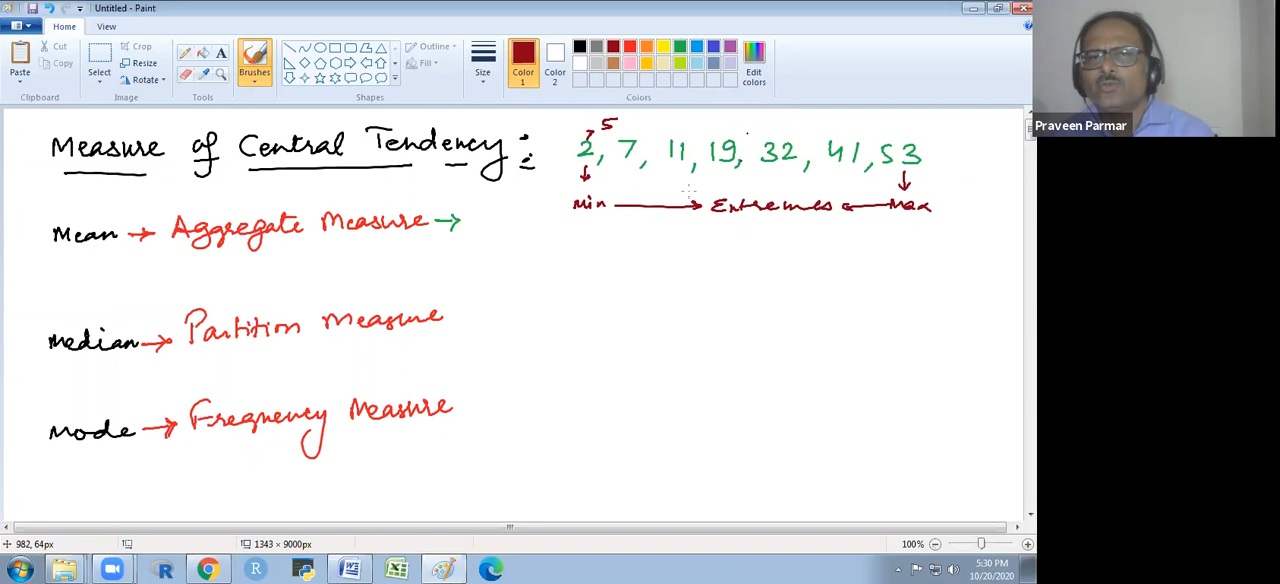 Untitled - Paint
Home View
Paste
Cut
Copy
Clipboard
Select
Crop
Resize
Rotate
Image
A
Tools
Brushes
Outline
Fill
Shapes
Size
Color 1
Color 2
Edit colors
Colors
Praveen Parmar
Measure of Central Tendency :
5
2, 7, 11, 19, 32, 41, 53
Min → Extremes ← Max
Mean → Aggregate Measure →
Median → Partition Measure
Mode → Frequency Measure
982, 64px
1343 × 9000px
100%
5:30 PM
10/20/2020